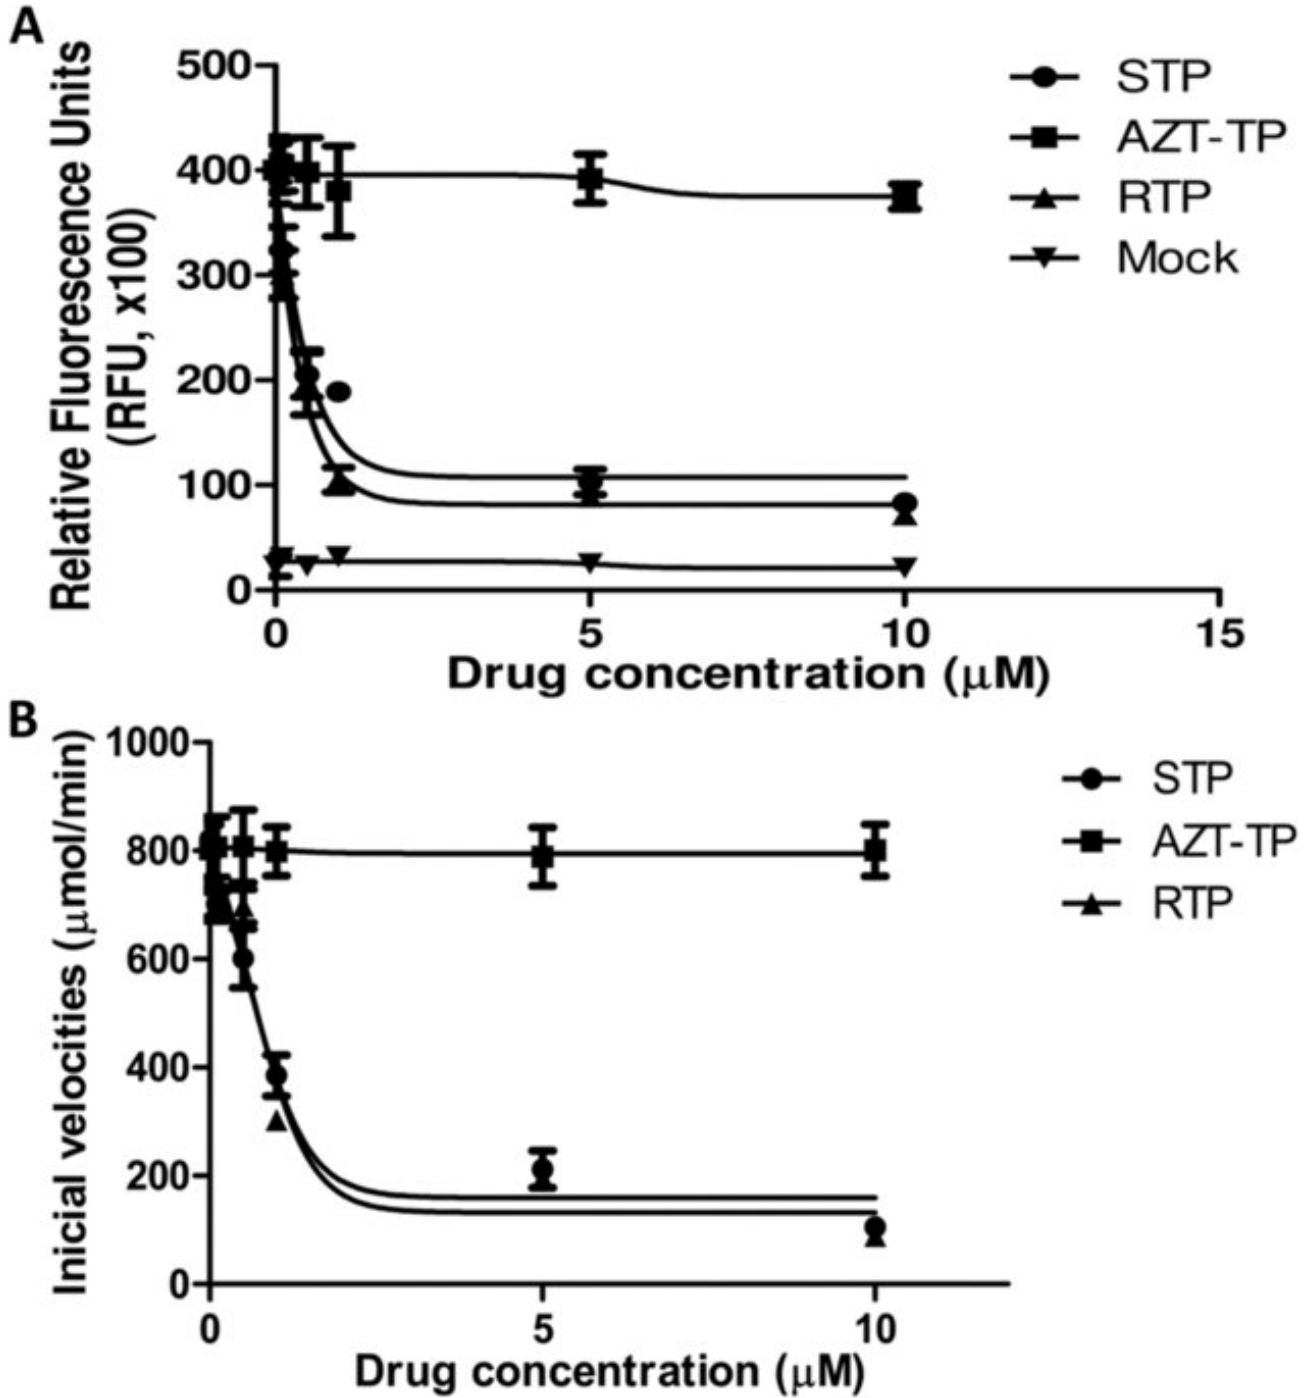 A
Relative Fluorescence Units
(RFU, x100)
500
400
300
200
100
0
0
5
10
15
Drug concentration (μM)
STP
AZT-TP
RTP
Mock
B
Inicial velocities (μmol/min)
1000
800
600
400
200
0
0
5
10
Drug concentration (μM)
STP
AZT-TP
RTP